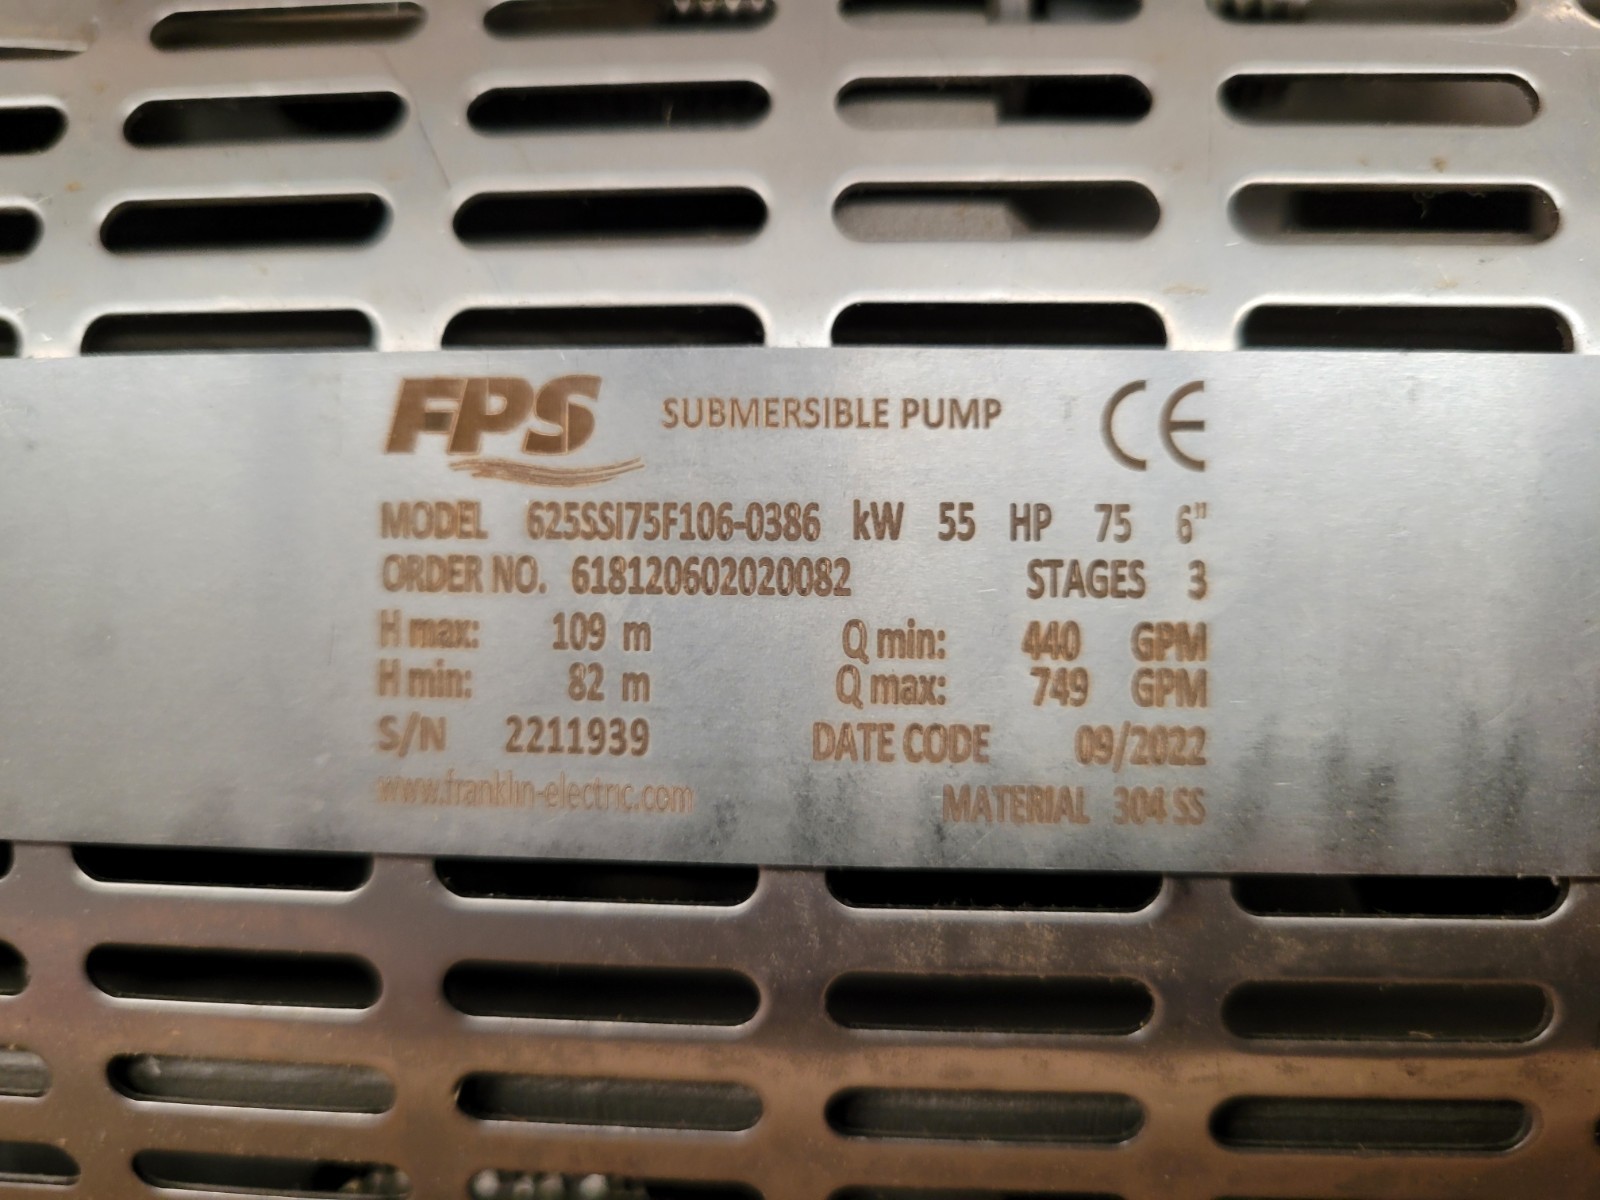 FPS SUBMERSIBLE PUMP CE
MODEL 625SSI75F106-0386 kW 55 HP 75 6"
ORDER NO. 618120602020082 STAGES 3
H max: 109 m Q min: 440 GPM
H min: 82 m Q max: 749 GPM
S/N 2211939 DATE CODE 09/2022
www.franklin-electric.com MATERIAL 304 SS